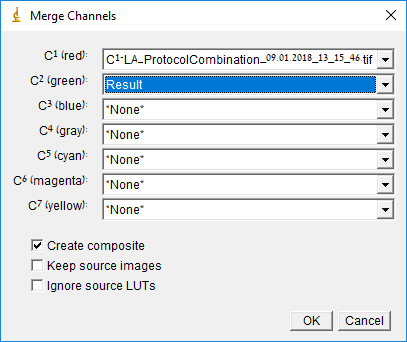 Merge Channels
C1 (red): C1-LA_ProtocolCombination_09.01.2018_13_15_46.tif
C2 (green): Result
C3 (blue): *None*
C4 (gray): *None*
C5 (cyan): *None*
C6 (magenta): *None*
C7 (yellow): *None*
Create composite
Keep source images
Ignore source LUTs
OK Cancel